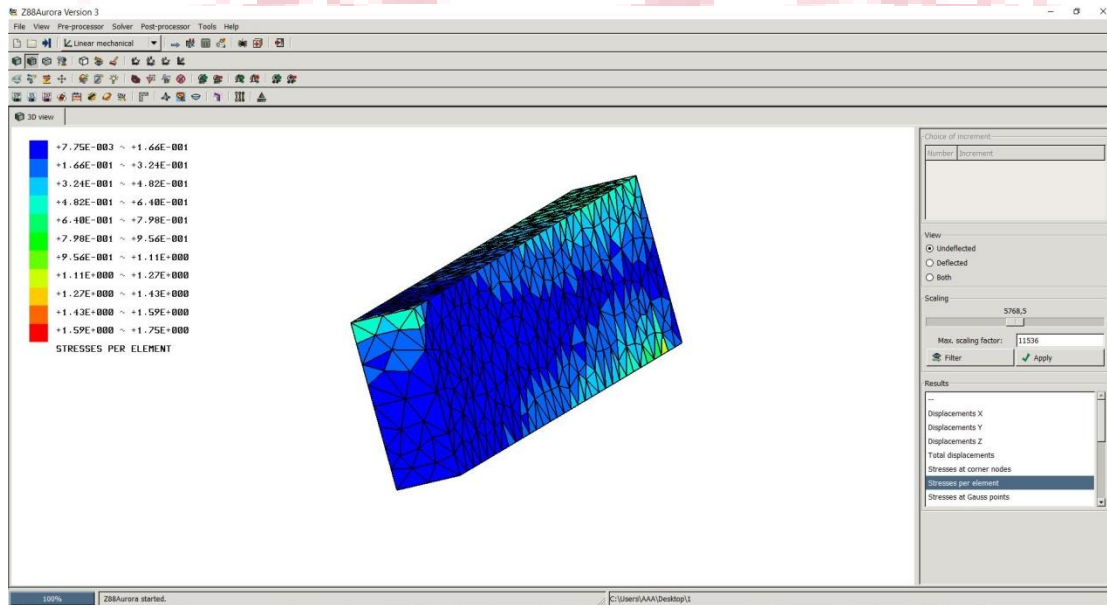 Z88Aurora Version 3
File View Pre-processor Solver Post-processor Tools Help
Linear mechanical
3D view
+7.75E-003 ~ +1.66E-001
+1.66E-001 ~ +3.24E-001
+3.24E-001 ~ +4.82E-001
+4.82E-001 ~ +6.40E-001
+6.40E-001 ~ +7.98E-001
+7.98E-001 ~ +9.56E-001
+9.56E-001 ~ +1.11E+000
+1.11E+000 ~ +1.27E+000
+1.27E+000 ~ +1.43E+000
+1.43E+000 ~ +1.59E+000
+1.59E+000 ~ +1.75E+000
STRESSES PER ELEMENT
Choice of increment
Number Increment
View
Undeflected
Deflected
Both
Scaling
5768,5
Max. scaling factor: 11536
Filter Apply
Results
--
Displacements X
Displacements Y
Displacements Z
Total displacements
Stresses at corner nodes
Stresses per element
Stresses at Gauss points
100% Z88Aurora started. C:\Users\AAA\Desktop\1